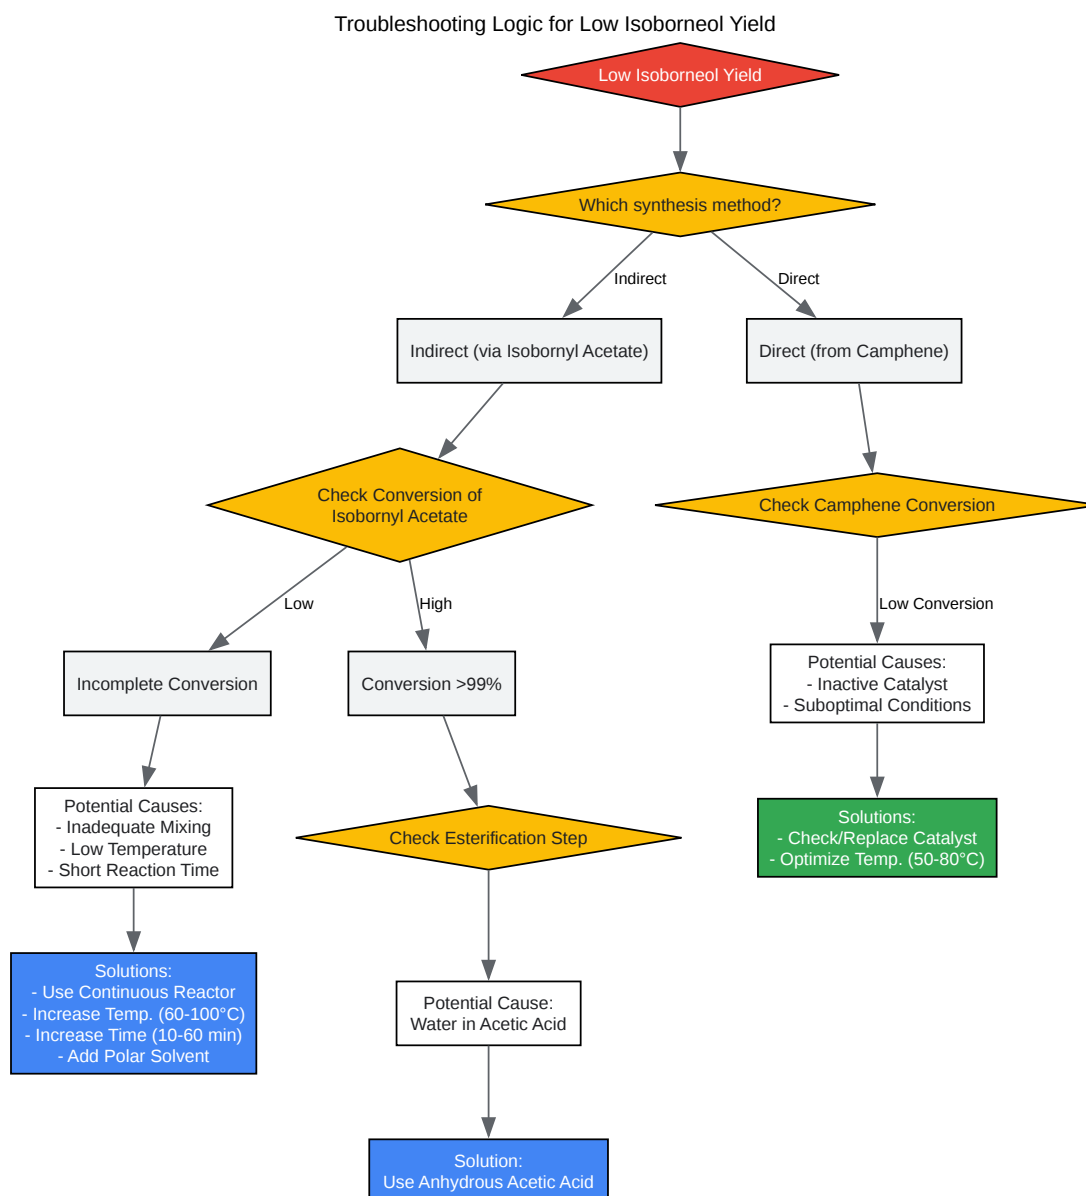 Troubleshooting Logic for Low Isoborneol Yield
Low Isoborneol Yield
Which synthesis method?
Indirect
Direct
Indirect (via Isobornyl Acetate)
Direct (from Camphene)
Check Conversion of
Isobornyl Acetate
Check Camphene Conversion
Low
High
Low Conversion
Incomplete Conversion
Conversion >99%
Potential Causes:
- Inactive Catalyst
- Suboptimal Conditions
Potential Causes:
- Inadequate Mixing
- Low Temperature
- Short Reaction Time
Check Esterification Step
Solutions:
- Check/Replace Catalyst
- Optimize Temp. (50-80°C)
Solutions:
- Use Continuous Reactor
- Increase Temp. (60-100°C)
- Increase Time (10-60 min)
- Add Polar Solvent
Potential Cause:
Water in Acetic Acid
Solution:
Use Anhydrous Acetic Acid